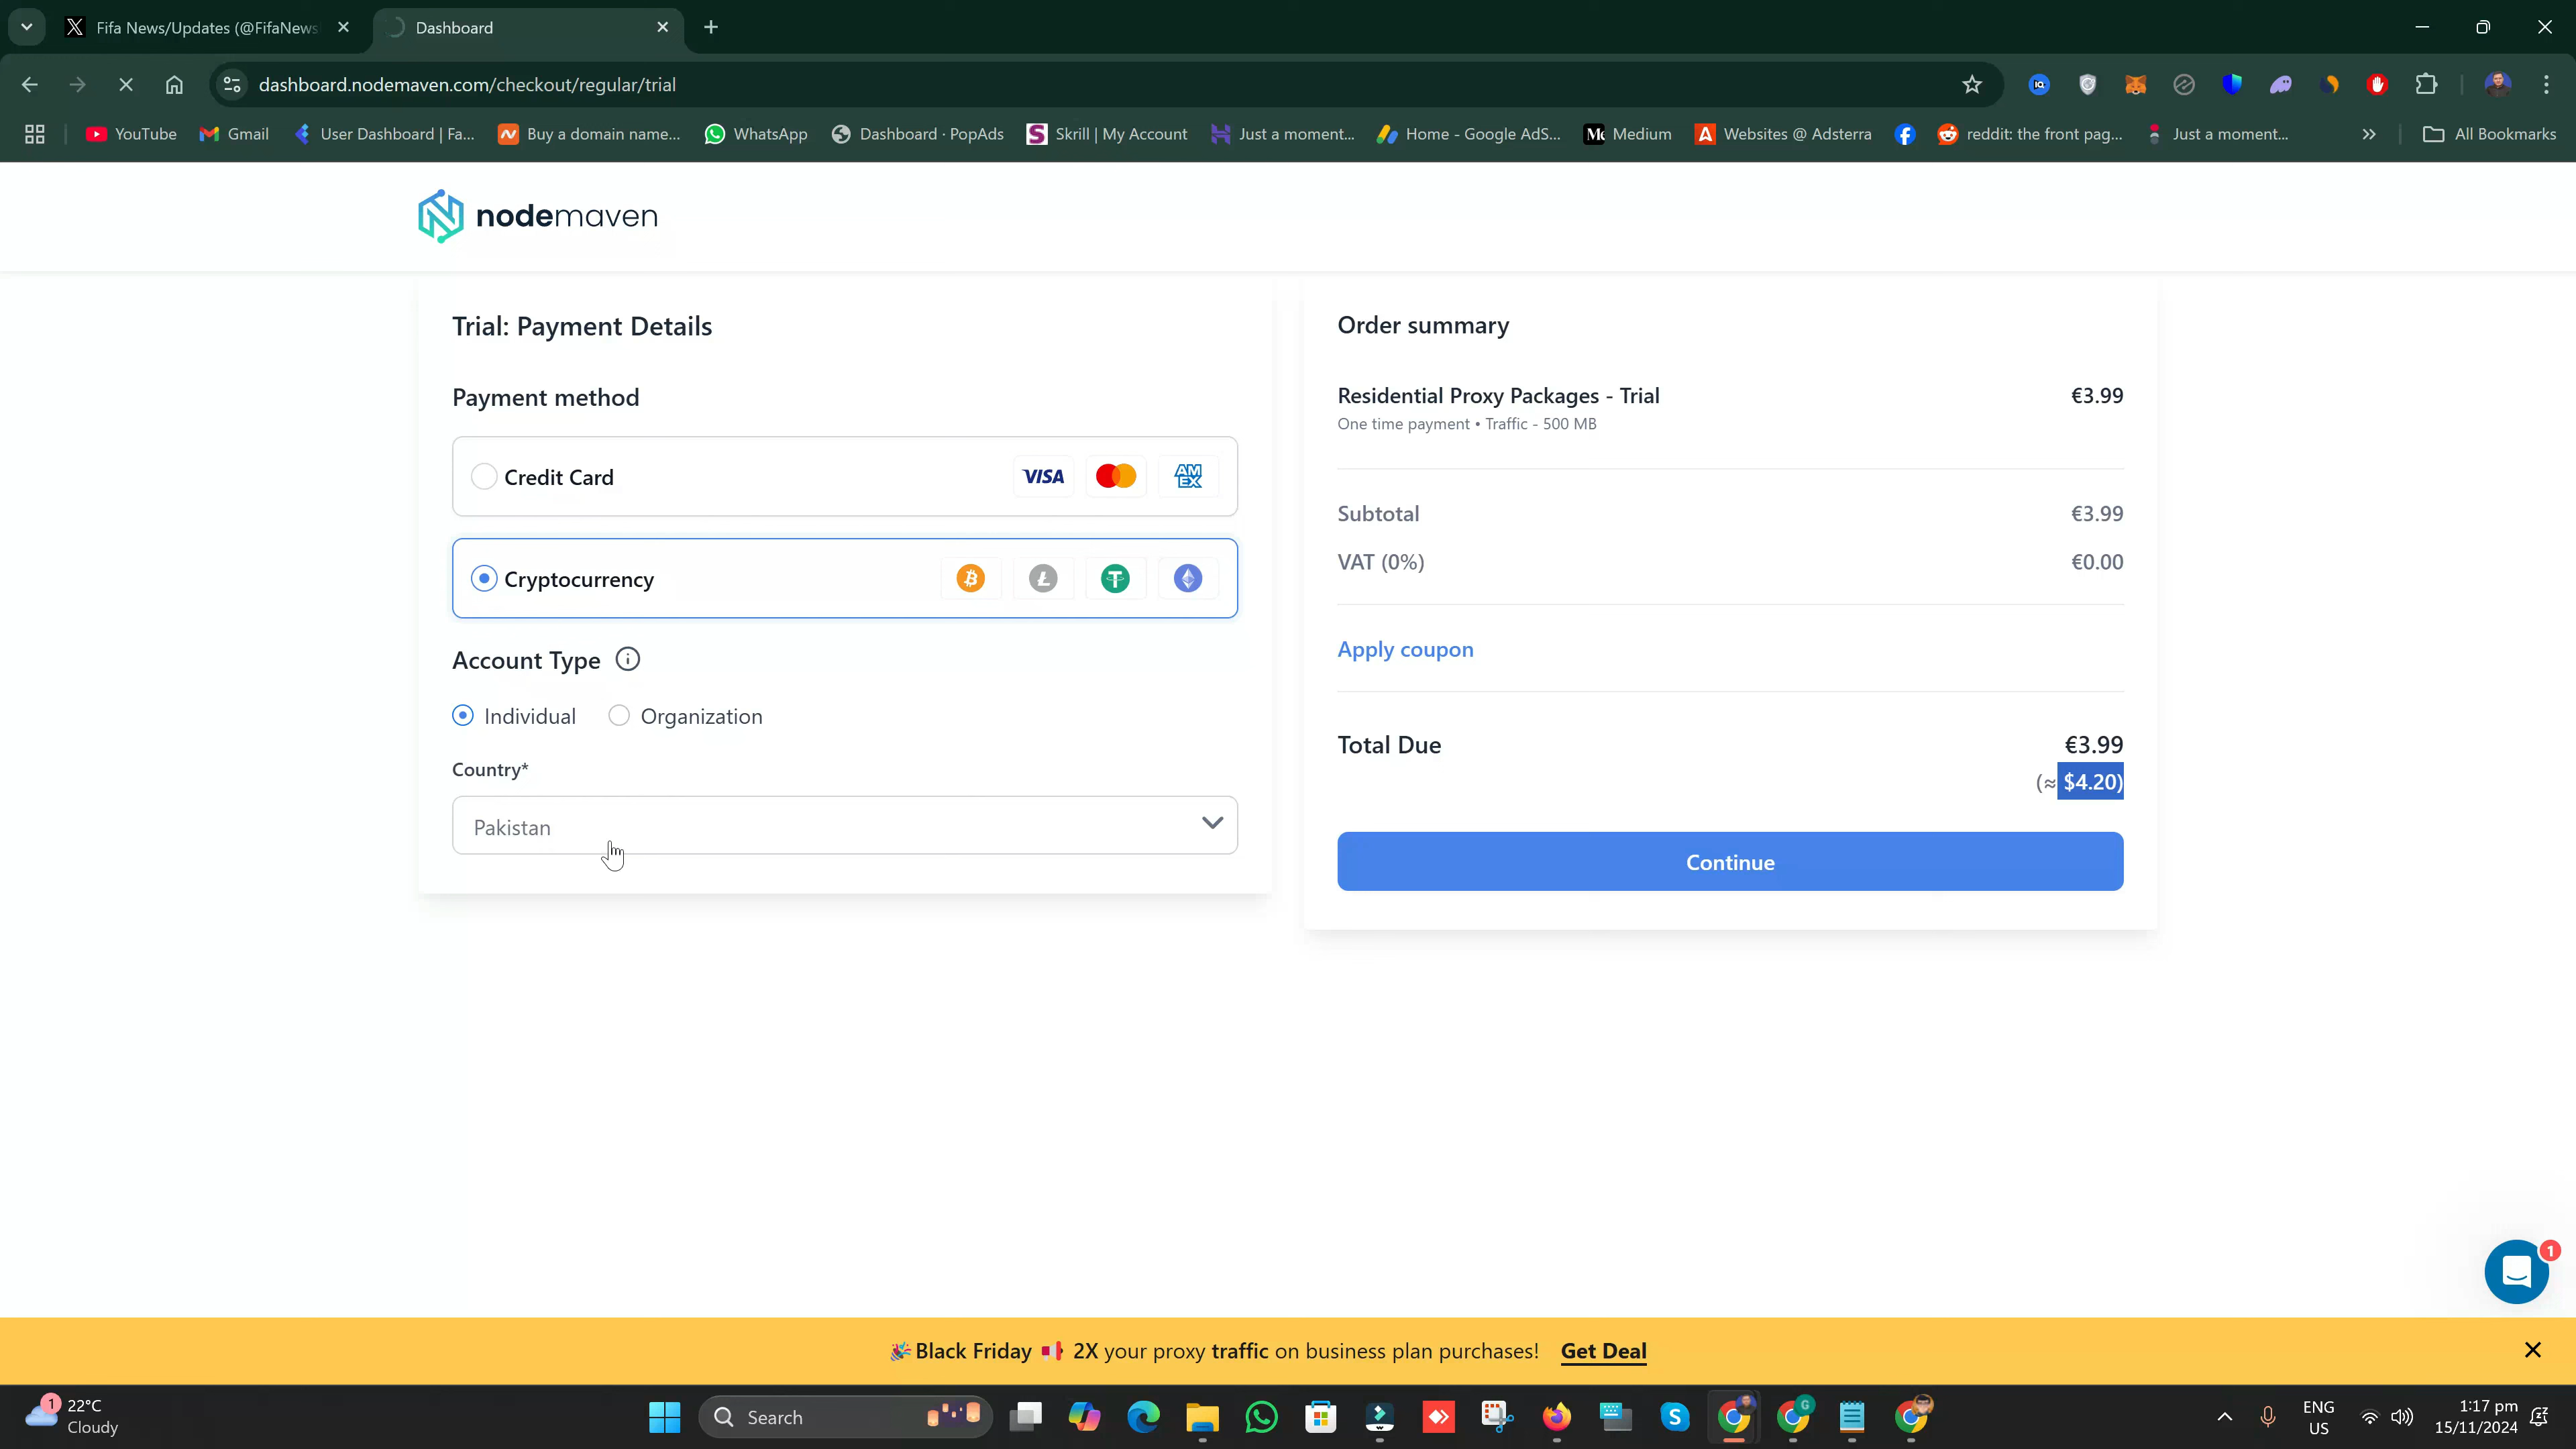 Fifa News/Updates (@FifaNews
Dashboard
dashboard.nodemaven.com/checkout/regular/trial
YouTube
Gmail
User Dashboard | Fa...
Buy a domain name...
WhatsApp
Dashboard · PopAds
Skrill | My Account
Just a moment...
Home - Google AdS...
Medium
Websites @ Adsterra
reddit: the front pag...
Just a moment...
All Bookmarks
nodemaven
Trial: Payment Details
Payment method
Credit Card
VISA
AMEX
Cryptocurrency
Account Type
Individual
Organization
Country*
Pakistan
Order summary
Residential Proxy Packages - Trial €3.99
One time payment • Traffic - 500 MB
Subtotal €3.99
VAT (0%) €0.00
Apply coupon
Total Due €3.99
(≈ $4.20)
Continue
1
🎉Black Friday 📢 2X your proxy traffic on business plan purchases! Get Deal
1
22°C
Cloudy
Search
ENG
US
1:17 pm
15/11/2024